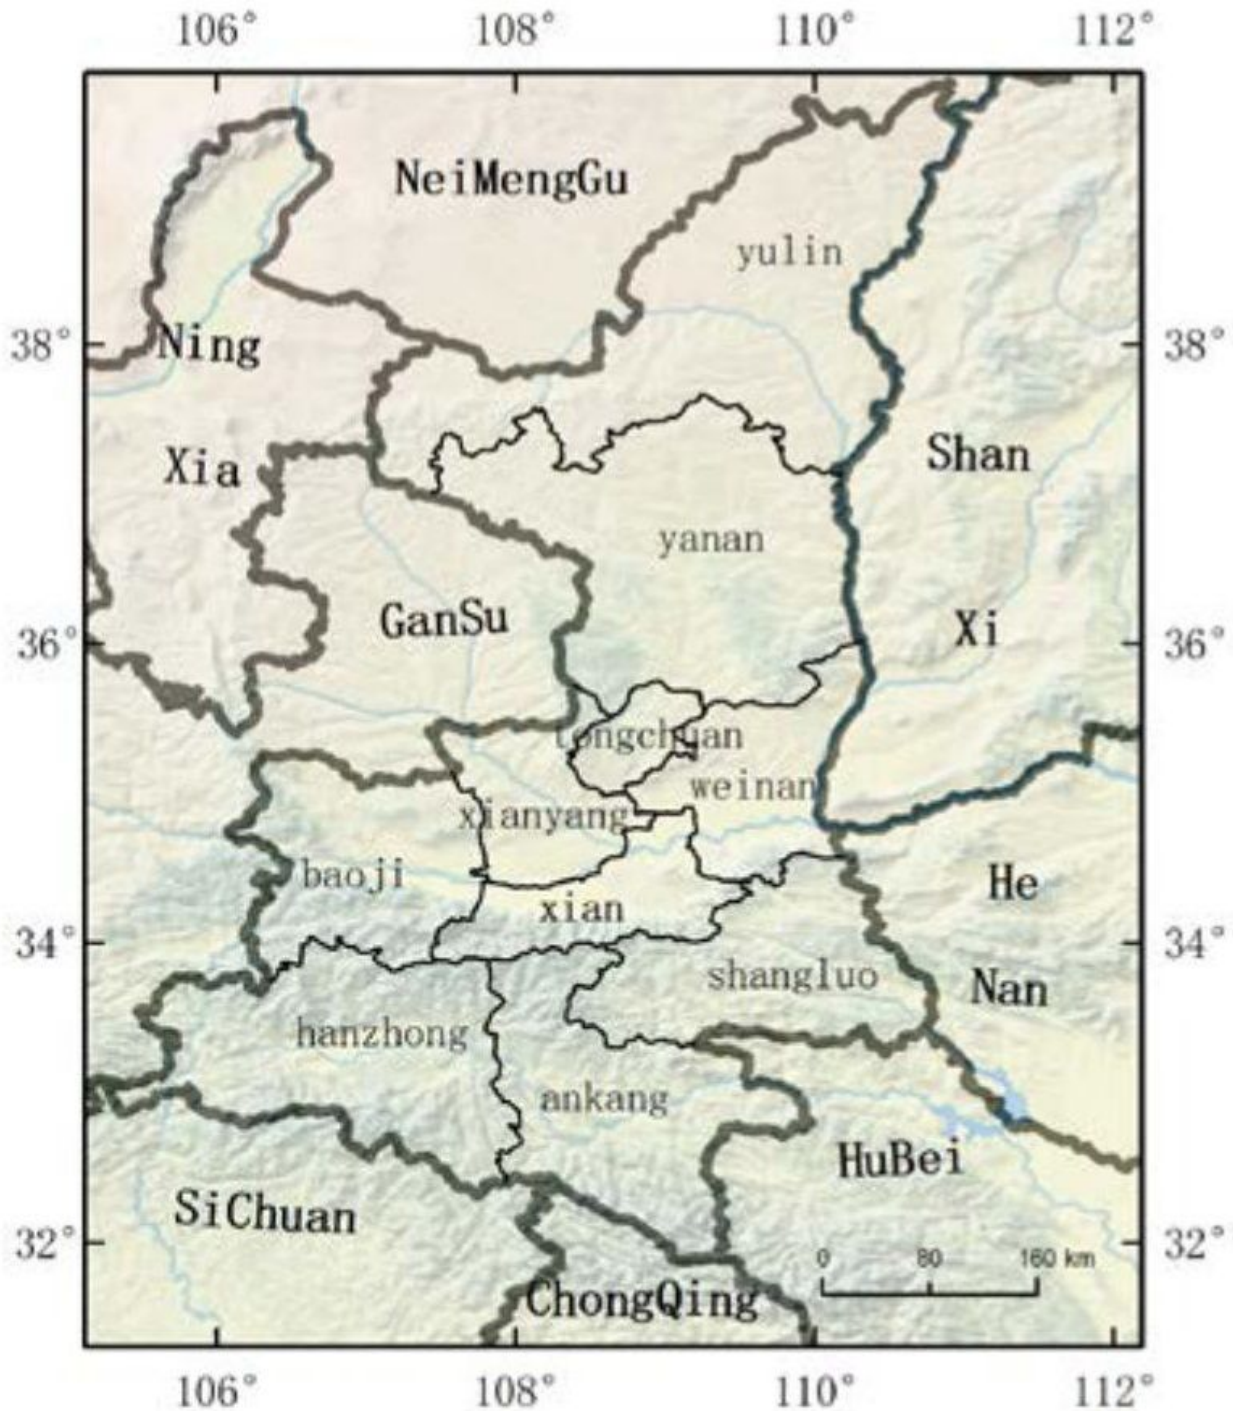 106° 108° 110° 112°
NeiMengGu
yulin
38° Ning 38°
Shan
Xia
yanan
GanSu Xi
36° 36°
tongchuan
weinan
xianyang
baoji He
xian
34° 34°
shangluo Nan
hanzhong
ankang
HuBei
SiChuan
32° 32°
0 80 160 km
ChongQing
106° 108° 110° 112°